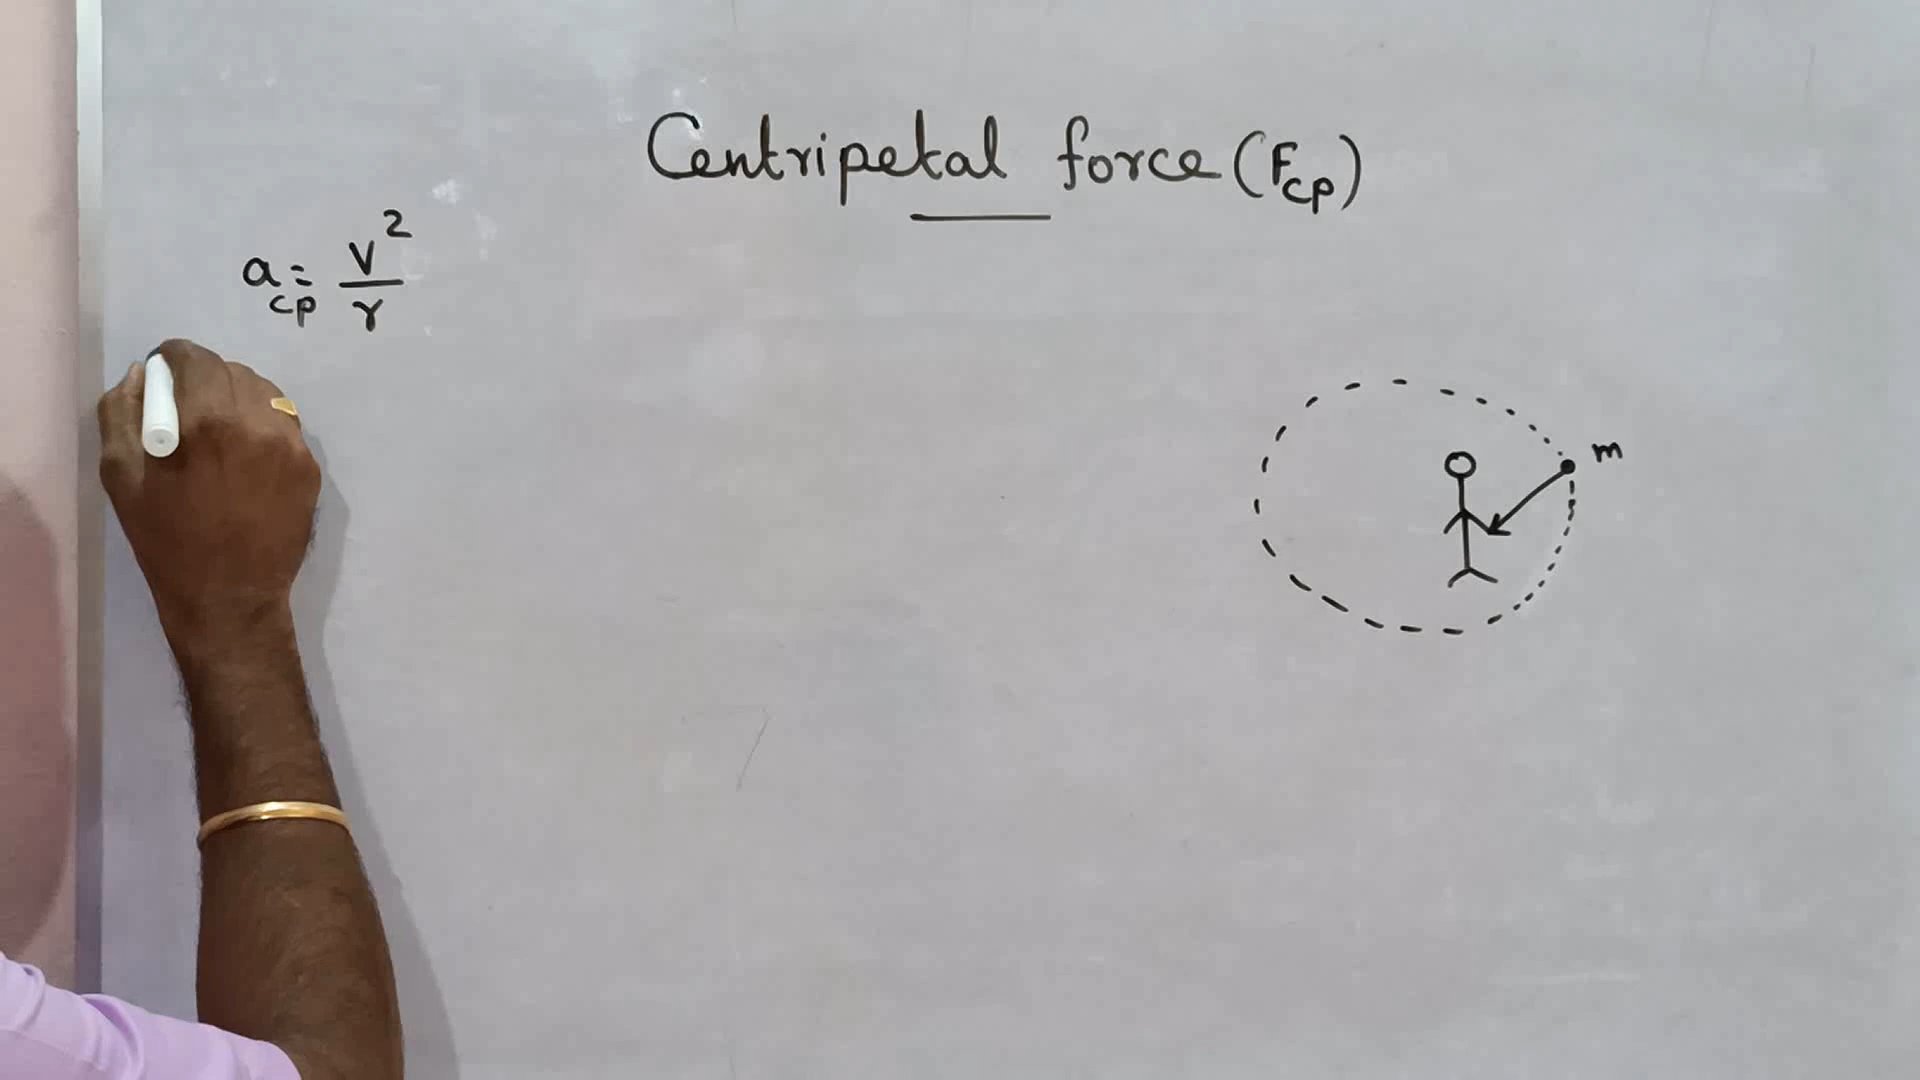 Centripetal force (Fcp)
acp = v²/r
m